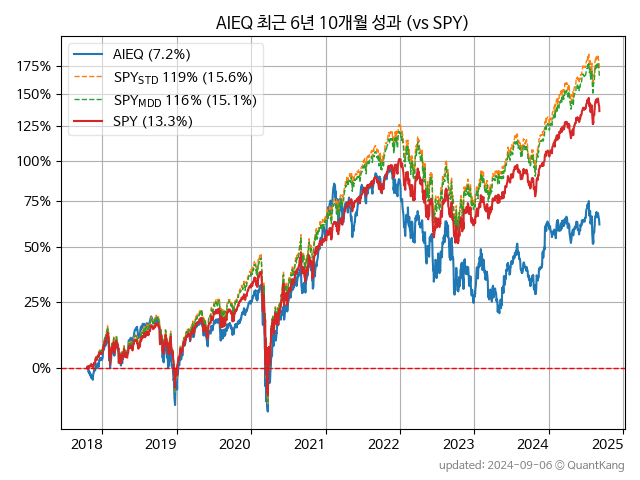 AIEQ 최근 6년 10개월 성과 (vs SPY)
AIEQ (7.2%)
SPY_STD 119% (15.6%)
SPY_MDD 116% (15.1%)
SPY (13.3%)
175%
150%
125%
100%
75%
50%
25%
0%
2018 2019 2020 2021 2022 2023 2024 2025
updated: 2024-09-06 © QuantKang